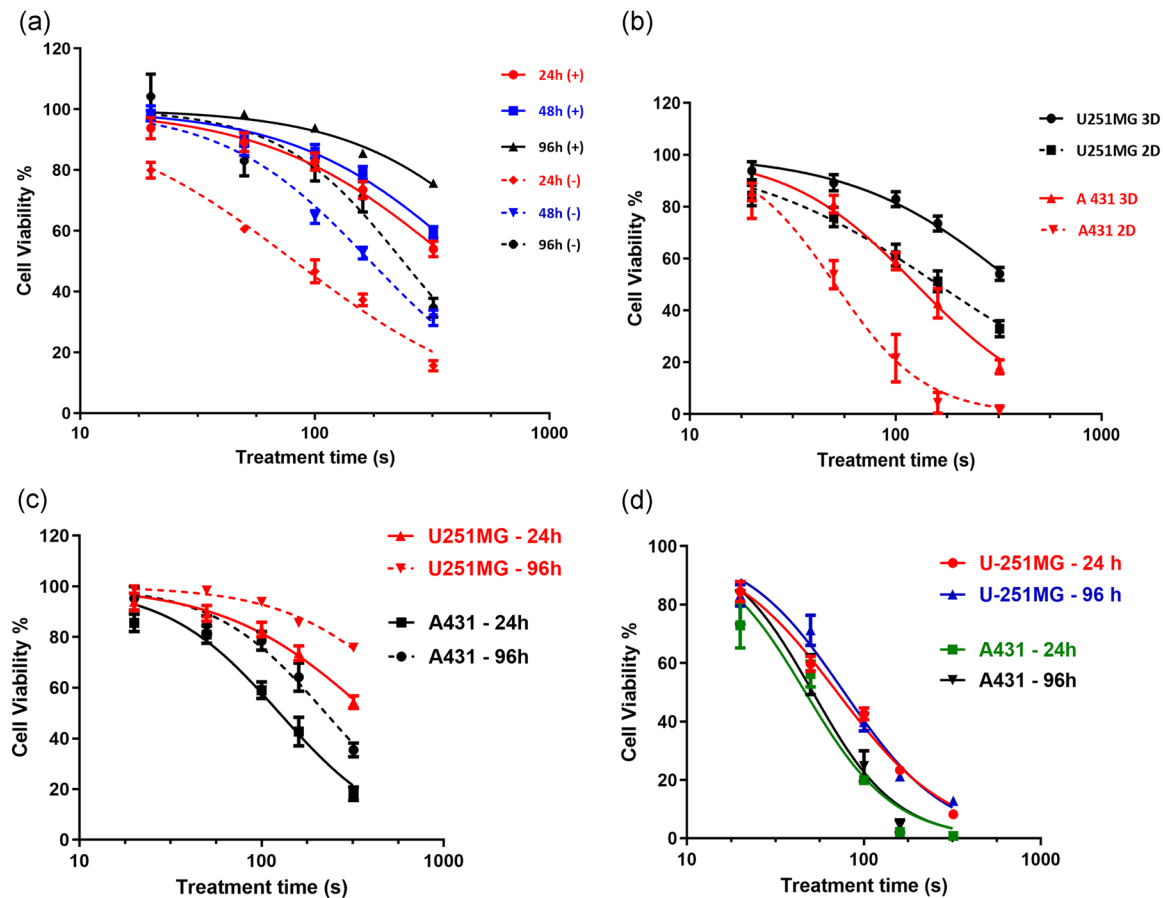 (a)
Cell Viability %
120
100
80
60
40
20
0
10
100
1000
Treatment time (s)
24h (+)
48h (+)
96h (+)
24h (-)
48h (-)
96h (-)
(b)
Cell Viability %
120
100
80
60
40
20
0
10
100
1000
Treatment time (s)
U251MG 3D
U251MG 2D
A 431 3D
A431 2D
(c)
Cell Viability %
120
100
80
60
40
20
0
10
100
1000
Treatment time (s)
U251MG - 24h
U251MG - 96h
A431 - 24h
A431 - 96h
(d)
Cell Viability %
100
80
60
40
20
0
10
100
1000
Treatment time (s)
U-251MG - 24 h
U-251MG - 96 h
A431 - 24h
A431 - 96h